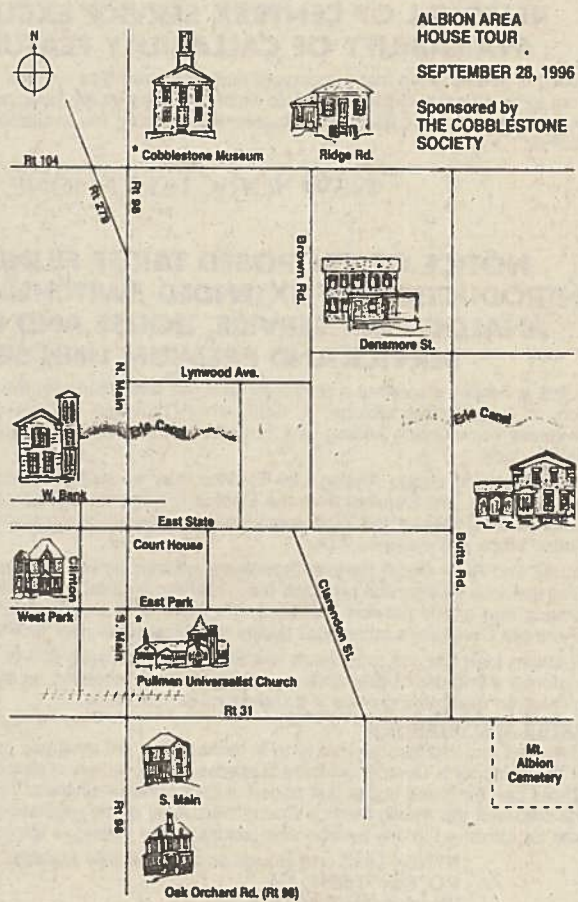 ALBION AREA
HOUSE TOUR
SEPTEMBER 28, 1996
Sponsored by
THE COBBLESTONE
SOCIETY
N
* Cobblestone Museum
Ridge Rd.
Rt 104
Rt 279
Rt 98
Brown Rd.
Densmore St.
N. Main
Lynwood Ave.
Erie Canal
Erie Canal
W. Bank
East State
Court House
Clinton
Clarendon St.
Butts Rd.
West Park
East Park
S. Main
*
Pullman Universalist Church
Rt 31
Mt.
Albion
Cemetery
S. Main
Rt 98
Oak Orchard Rd. (Rt 98)